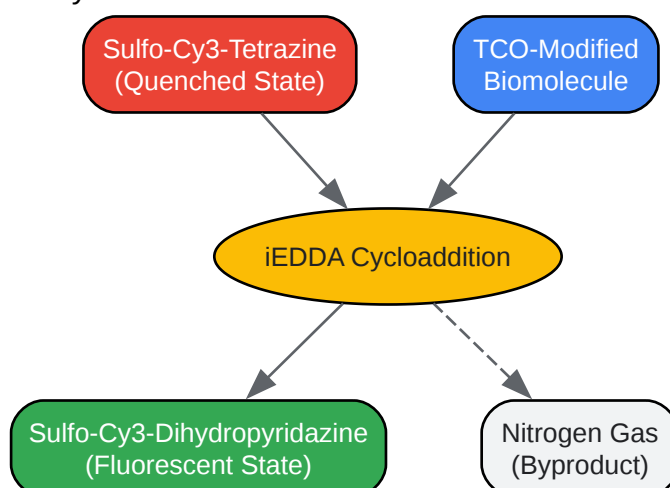 Sulfo-Cy3-Tetrazine
(Quenched State)
TCO-Modified
Biomolecule
iEDDA Cycloaddition
Sulfo-Cy3-Dihydropyridazine
(Fluorescent State)
Nitrogen Gas
(Byproduct)